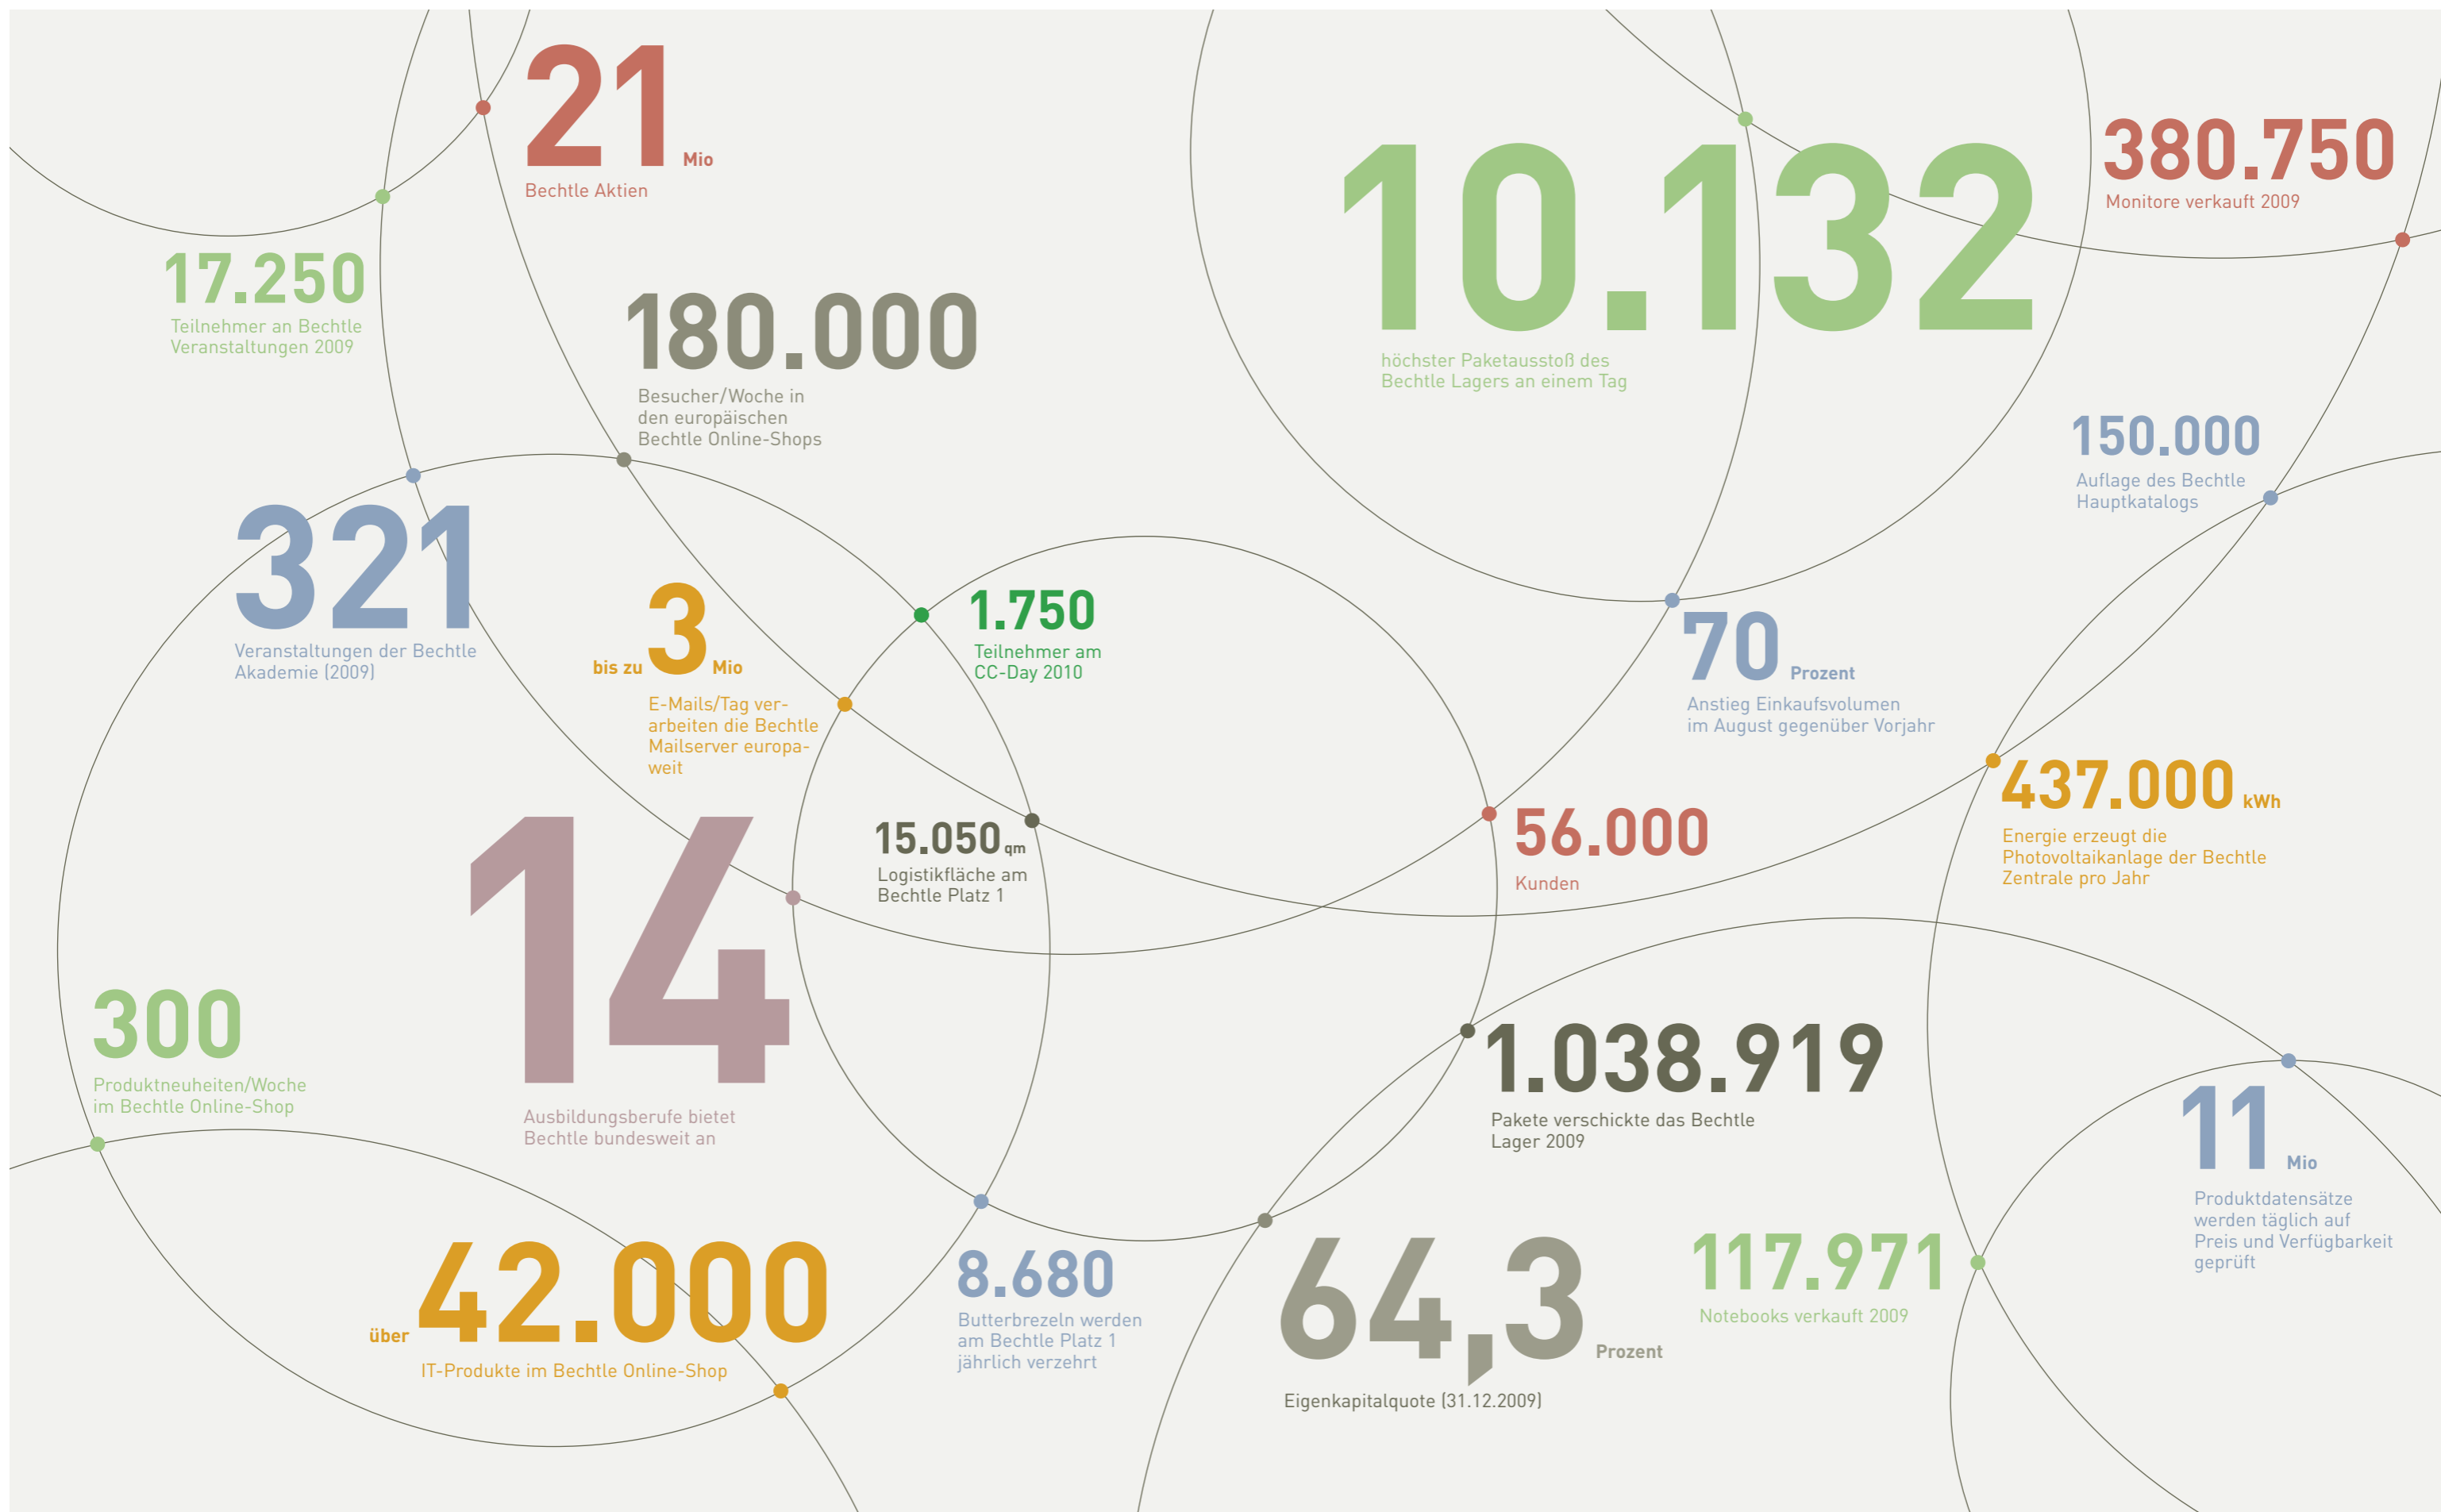 21 Mio
Bechtle Aktien
10.132
höchster Paketausstoß des
Bechtle Lagers an einem Tag
380.750
Monitore verkauft 2009
17.250
Teilnehmer an Bechtle
Veranstaltungen 2009
180.000
Besucher/Woche in
den europäischen
Bechtle Online-Shops
150.000
Auflage des Bechtle
Hauptkatalogs
321
Veranstaltungen der Bechtle
Akademie (2009)
bis zu 3 Mio
E-Mails/Tag ver-
arbeiten die Bechtle
Mailserver europa-
weit
1.750
Teilnehmer am
CC-Day 2010
70 Prozent
Anstieg Einkaufsvolumen
im August gegenüber Vorjahr
437.000 kWh
Energie erzeugt die
Photovoltaikanlage der Bechtle
Zentrale pro Jahr
14
Ausbildungsberufe bietet
Bechtle bundesweit an
15.050 qm
Logistikfläche am
Bechtle Platz 1
56.000
Kunden
300
Produktneuheiten/Woche
im Bechtle Online-Shop
1.038.919
Pakete verschickte das Bechtle
Lager 2009
11 Mio
Produktdatensätze
werden täglich auf
Preis und Verfügbarkeit
geprüft
über 42.000
IT-Produkte im Bechtle Online-Shop
8.680
Butterbrezeln werden
am Bechtle Platz 1
jährlich verzehrt
64,3 Prozent
Eigenkapitalquote (31.12.2009)
117.971
Notebooks verkauft 2009